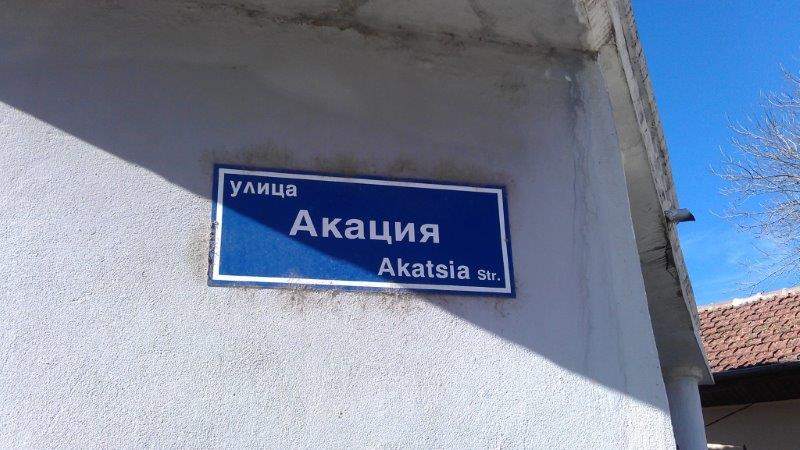 улица
Акация
Akatsia Str.